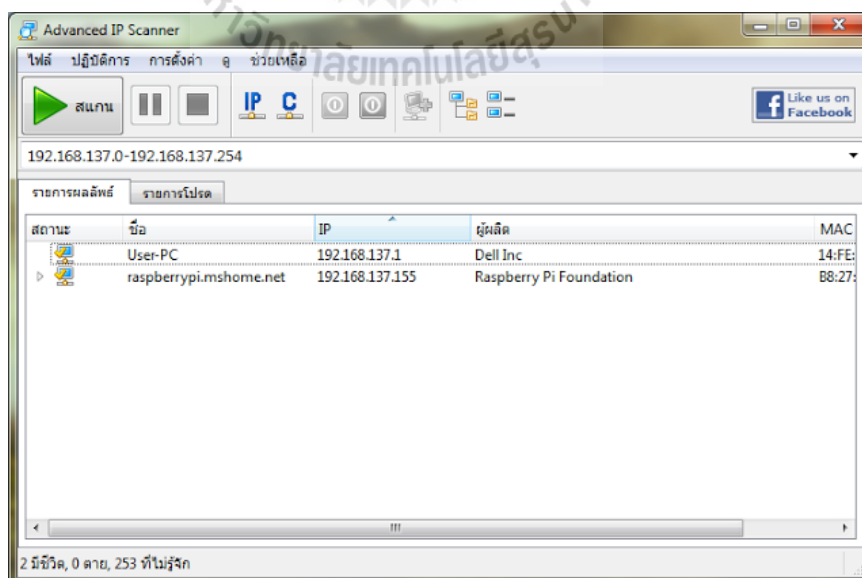 Advanced IP Scanner
ไฟล์ ปฏิบัติการ การตั้งค่า ดู ช่วยเหลือ
สแกน IP C Like us on
Facebook
192.168.137.0-192.168.137.254
รายการผลลัพธ์ รายการโปรด
สถานะ ชื่อ IP ผู้ผลิต MAC
User-PC 192.168.137.1 Dell Inc 14:FE:
raspberrypi.mshome.net 192.168.137.155 Raspberry Pi Foundation B8:27:
2 มีชีวิต, 0 ตาย, 253 ที่ไม่รู้จัก